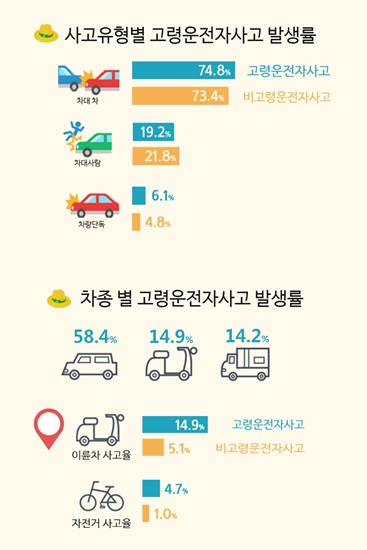 사고유형별 고령운전자사고 발생률
74.8% 고령운전자사고
73.4% 비고령운전자사고
차대 차
19.2%
21.8%
차대사람
6.1%
4.8%
차량단독
차종 별 고령운전자사고 발생률
58.4% 14.9% 14.2%
14.9% 고령운전자사고
5.1% 비고령운전자사고
이륜차 사고율
4.7%
1.0%
자전거 사고율